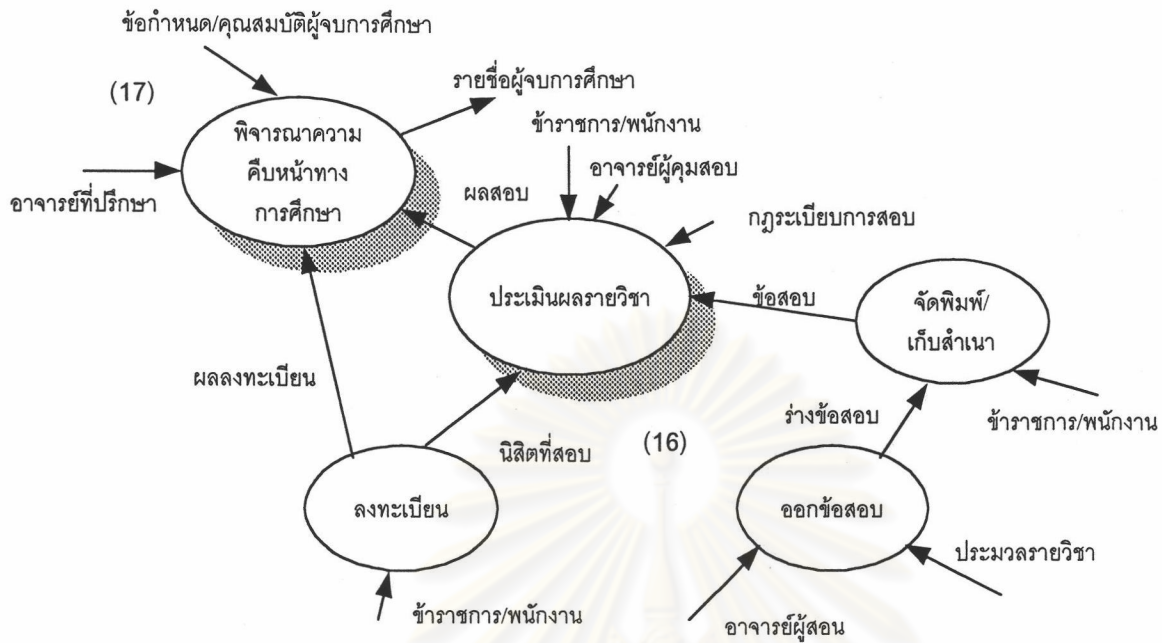 ข้อกำหนด/คุณสมบัติผู้จบการศึกษา
(17)
รายชื่อผู้จบการศึกษา
พิจารณาความ
คืบหน้าทาง
การศึกษา
อาจารย์ที่ปรึกษา
ข้าราชการ/พนักงาน
อาจารย์ผู้คุมสอบ
ผลสอบ
กฎระเบียบการสอบ
ประเมินผลรายวิชา
ข้อสอบ
จัดพิมพ์/
เก็บสำเนา
ผลลงทะเบียน
ร่างข้อสอบ
ข้าราชการ/พนักงาน
นิสิตที่สอบ
(16)
ลงทะเบียน
ออกข้อสอบ
ประมวลรายวิชา
ข้าราชการ/พนักงาน
อาจารย์ผู้สอน